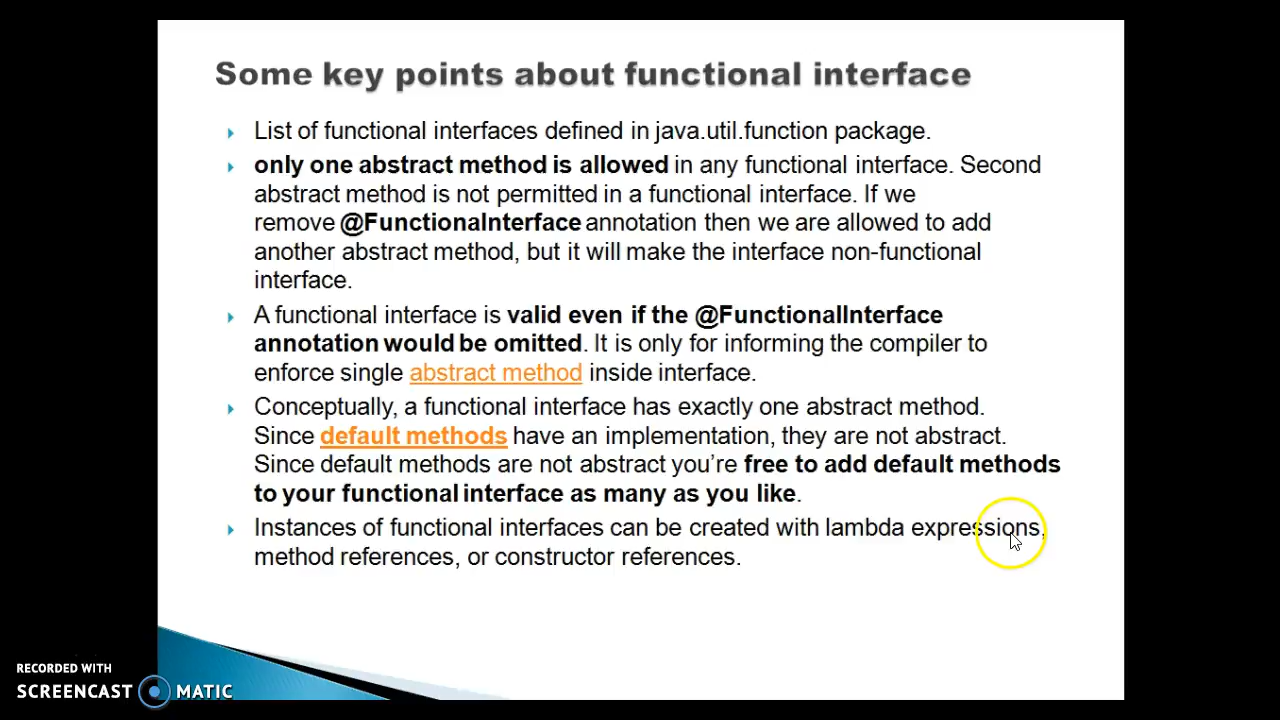 Some key points about functional interface
List of functional interfaces defined in java.util.function package.
only one abstract method is allowed in any functional interface. Second
abstract method is not permitted in a functional interface. If we
remove @FunctionaInterface annotation then we are allowed to add
another abstract method, but it will make the interface non-functional
interface.
A functional interface is valid even if the @FunctionalInterface
annotation would be omitted. It is only for informing the compiler to
enforce single abstract method inside interface.
Conceptually, a functional interface has exactly one abstract method.
Since default methods have an implementation, they are not abstract.
Since default methods are not abstract you’re free to add default methods
to your functional interface as many as you like.
Instances of functional interfaces can be created with lambda expressions,
method references, or constructor references.
RECORDED WITH
SCREENCAST MATIC